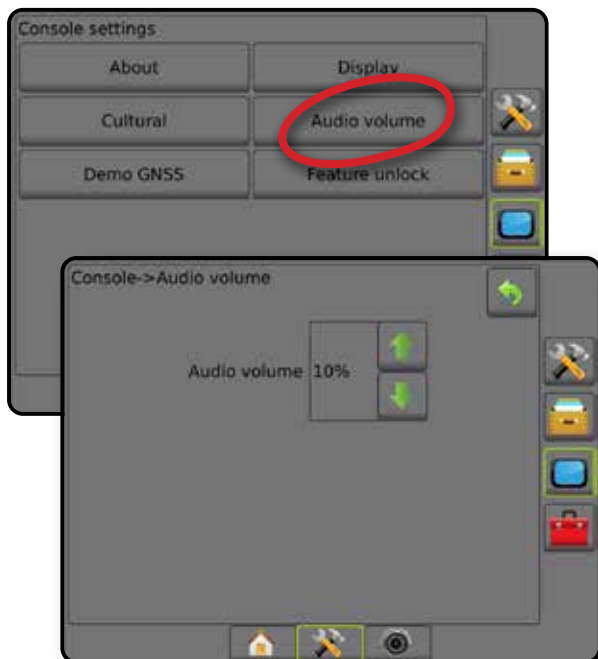 Console settings
About
Display
Cultural
Audio volume
Demo GNSS
Feature unlock
Console->Audio volume
Audio volume 10%